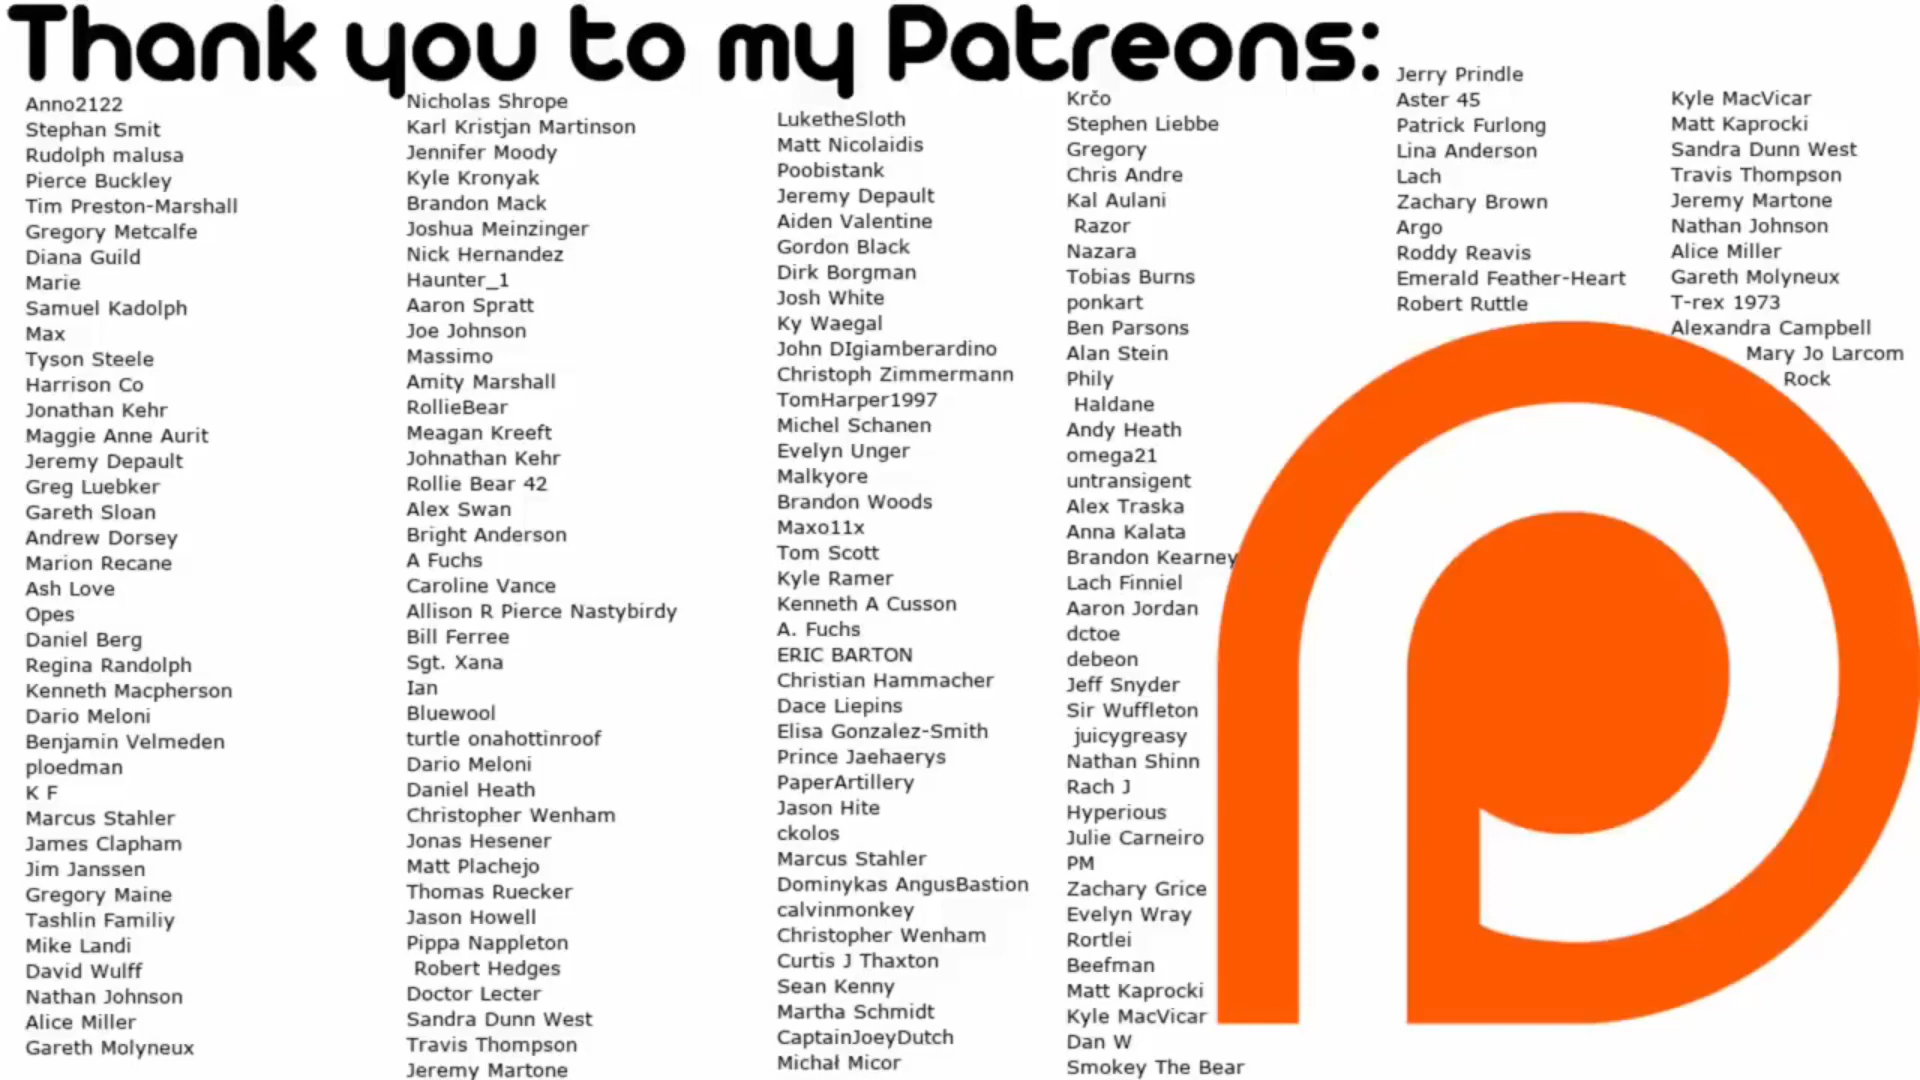 Thank you to my Patreons:
Anno2122
Stephan Smit
Rudolph malusa
Pierce Buckley
Tim Preston-Marshall
Gregory Metcalfe
Diana Guild
Marie
Samuel Kadolph
Max
Tyson Steele
Harrison Co
Jonathan Kehr
Maggie Anne Aurit
Jeremy Depault
Greg Luebker
Gareth Sloan
Andrew Dorsey
Marion Recane
Ash Love
Opes
Daniel Berg
Regina Randolph
Kenneth Macpherson
Dario Meloni
Benjamin Velmeden
ploedman
K F
Marcus Stahler
James Clapham
Jim Janssen
Gregory Maine
Tashlin Familiy
Mike Landi
David Wulff
Nathan Johnson
Alice Miller
Gareth Molyneux
Nicholas Shrope
Karl Kristjan Martinson
Jennifer Moody
Kyle Kronyak
Brandon Mack
Joshua Meinzinger
Nick Hernandez
Haunter_1
Aaron Spratt
Joe Johnson
Massimo
Amity Marshall
RollieBear
Meagan Kreeft
Johnathan Kehr
Rollie Bear 42
Alex Swan
Bright Anderson
A Fuchs
Caroline Vance
Allison R Pierce Nastybirdy
Bill Ferree
Sgt. Xana
Ian
Bluewool
turtle onahottinroof
Dario Meloni
Daniel Heath
Christopher Wenham
Jonas Hesener
Matt Plachejo
Thomas Ruecker
Jason Howell
Pippa Nappleton
Robert Hedges
Doctor Lecter
Sandra Dunn West
Travis Thompson
Jeremy Martone
LuketheSloth
Matt Nicolaidis
Poobistank
Jeremy Depault
Aiden Valentine
Gordon Black
Dirk Borgman
Josh White
Ky Waegal
John DIgiamberardino
Christoph Zimmermann
TomHarper1997
Michel Schanen
Evelyn Unger
Malkyore
Brandon Woods
Maxo11x
Tom Scott
Kyle Ramer
Kenneth A Cusson
A. Fuchs
ERIC BARTON
Christian Hammacher
Dace Liepins
Elisa Gonzalez-Smith
Prince Jaehaerys
PaperArtillery
Jason Hite
ckolos
Marcus Stahler
Dominykas AngusBastion
calvinmonkey
Christopher Wenham
Curtis J Thaxton
Sean Kenny
Martha Schmidt
CaptainJoeyDutch
Michał Micor
Krčo
Stephen Liebbe
Gregory
Chris Andre
Kal Aulani
Razor
Nazara
Tobias Burns
ponkart
Ben Parsons
Alan Stein
Phily
Haldane
Andy Heath
omega21
untransigent
Alex Traska
Anna Kalata
Brandon Kearney
Lach Finniel
Aaron Jordan
dctoe
debeon
Jeff Snyder
Sir Wuffleton
juicygreasy
Nathan Shinn
Rach J
Hyperious
Julie Carneiro
PM
Zachary Grice
Evelyn Wray
Rortlei
Beefman
Matt Kaprocki
Kyle MacVicar
Dan W
Smokey The Bear
Jerry Prindle
Aster 45
Patrick Furlong
Lina Anderson
Lach
Zachary Brown
Argo
Roddy Reavis
Emerald Feather-Heart
Robert Ruttle
Kyle MacVicar
Matt Kaprocki
Sandra Dunn West
Travis Thompson
Jeremy Martone
Nathan Johnson
Alice Miller
Gareth Molyneux
T-rex 1973
Alexandra Campbell
Mary Jo Larcom
Rock